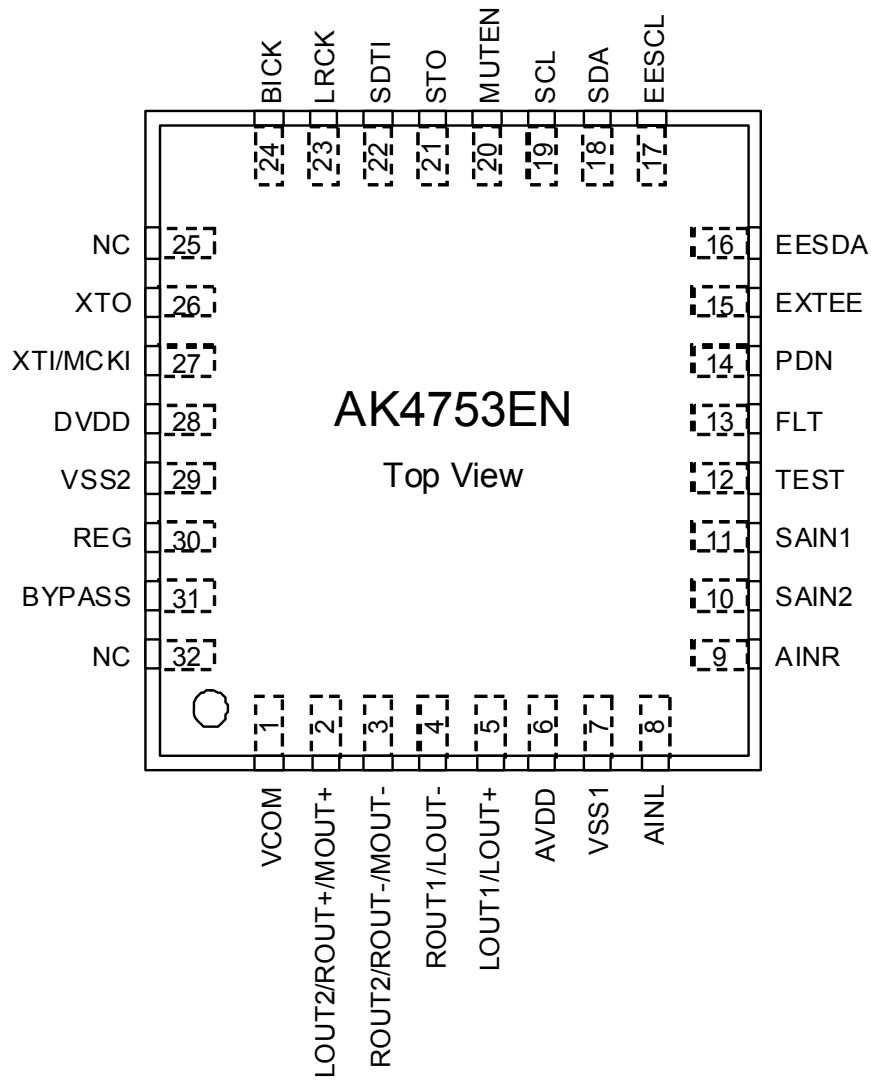 BICK
LRCK
SDTI
STO
MUTEN
SCL
SDA
EESCL
24
23
22
21
20
19
18
17
NC 25
XTO 26
XTI/MCKI 27
DVDD 28
VSS2 29
REG 30
BYPASS 31
NC 32
AK4753EN
Top View
16 EESDA
15 EXTEE
14 PDN
13 FLT
12 TEST
11 SAIN1
10 SAIN2
9 AINR
1
2
3
4
5
6
7
8
VCOM
LOUT2/ROUT+/MOUT+
ROUT2/ROUT-/MOUT-
ROUT1/LOUT-
LOUT1/LOUT+
AVDD
VSS1
AINL